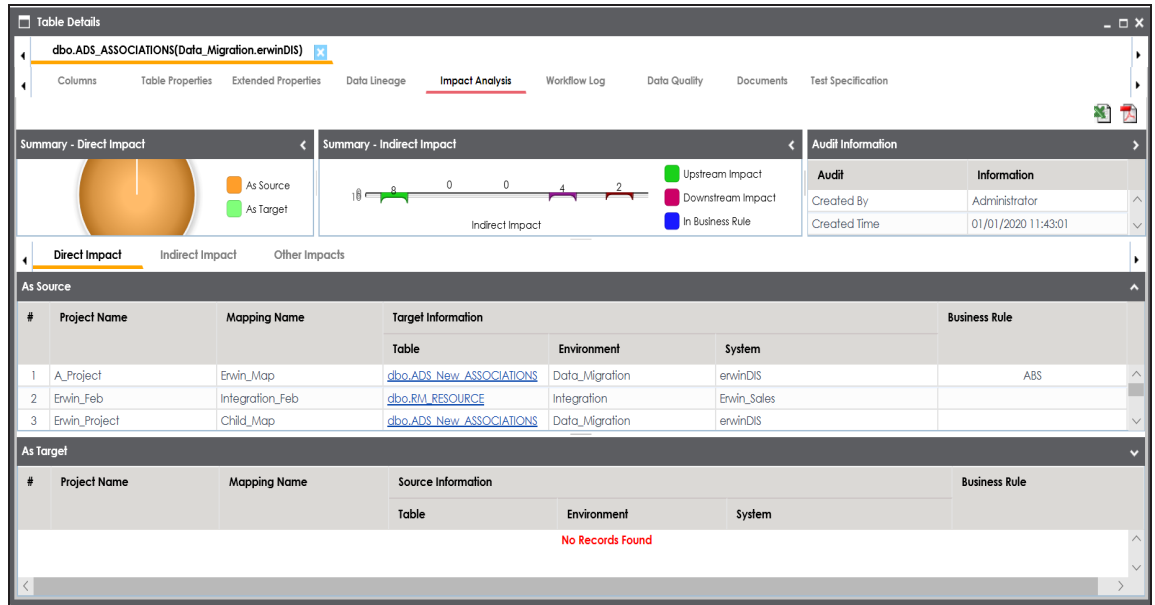 Table Details
dbo.ADS_ASSOCIATIONS(Data_Migration.erwinDIS)
Columns Table Properties Extended Properties Data Lineage Impact Analysis Workflow Log Data Quality Documents Test Specification
Summary - Direct Impact
As Source
As Target
Summary - Indirect Impact
8 0 0 4 2
Indirect Impact
Upstream Impact
Downstream Impact
In Business Rule
Audit Information
Audit Information
Created By Administrator
Created Time 01/01/2020 11:43:01
Direct Impact Indirect Impact Other Impacts
As Source
# Project Name Mapping Name Target Information Business Rule
Table Environment System
1 A_Project Erwin_Map dbo.ADS_New_ASSOCIATIONS Data_Migration erwinDIS ABS
2 Erwin_Feb Integration_Feb dbo.RM_RESOURCE Integration Erwin_Sales
3 Erwin_Project Child_Map dbo.ADS_New_ASSOCIATIONS Data_Migration erwinDIS
As Target
# Project Name Mapping Name Source Information Business Rule
Table Environment System
No Records Found